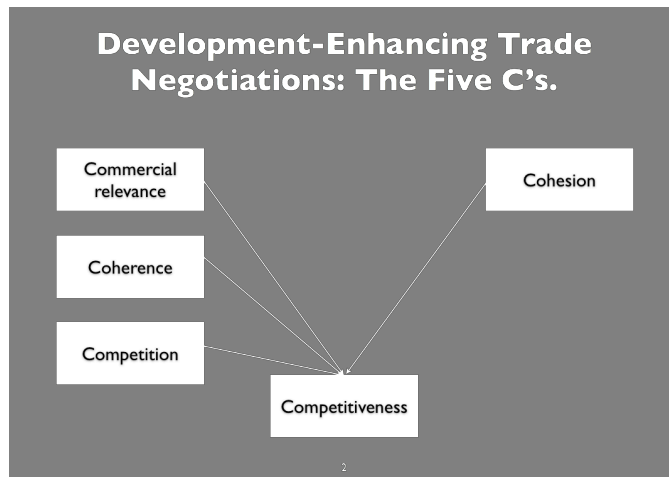 Development-Enhancing Trade
Negotiations: The Five C’s.
Commercial
relevance
Cohesion
Coherence
Competition
Competitiveness
2